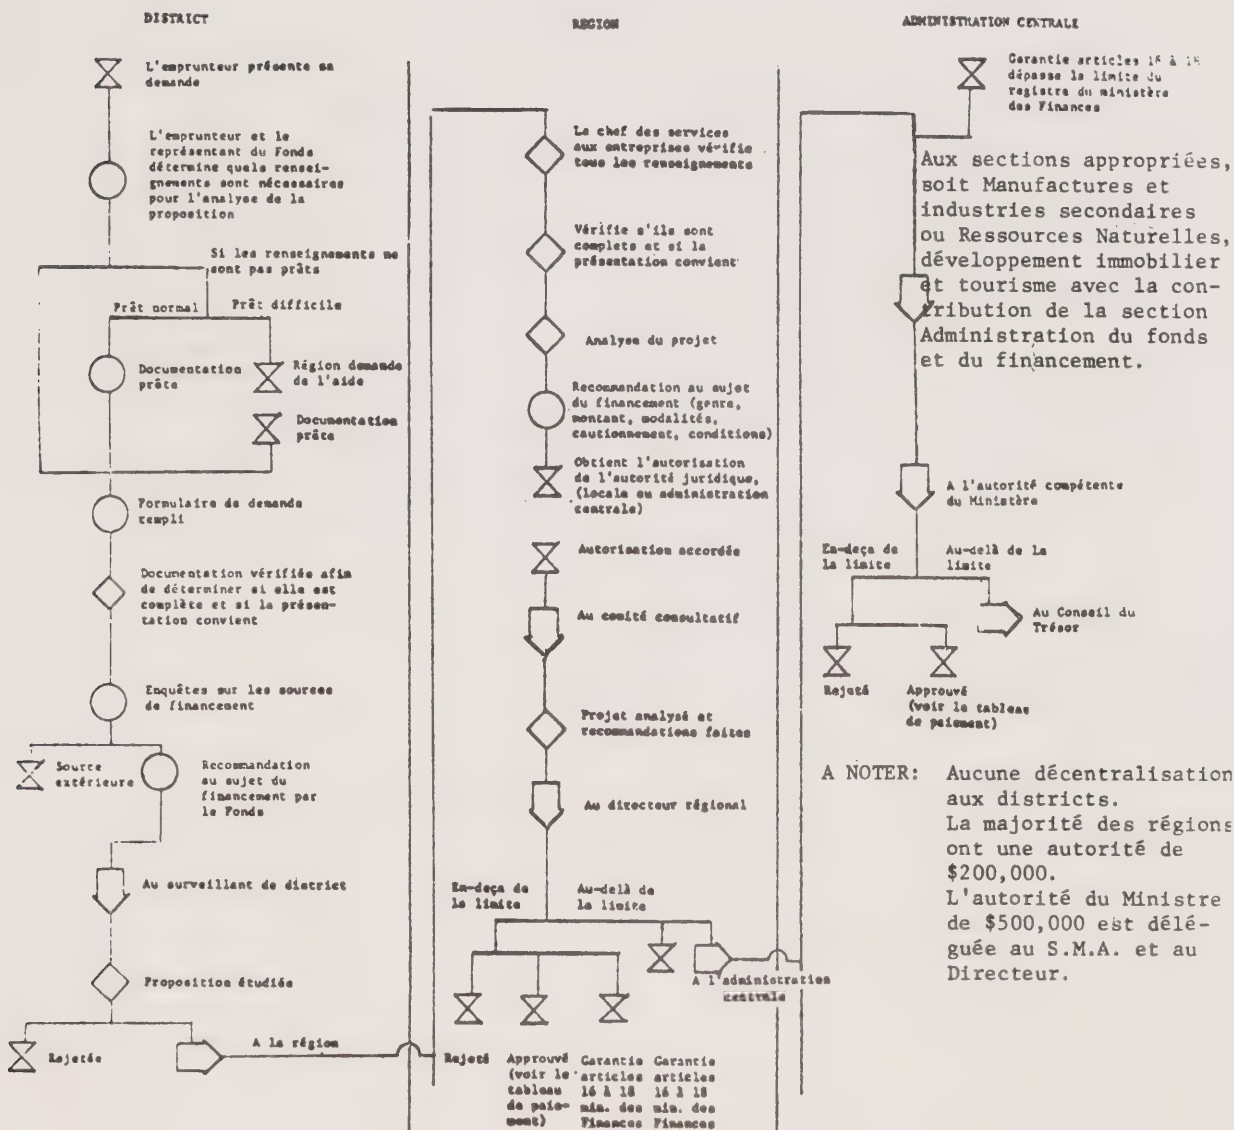 DISTRICT
L'emprunteur présente sa
demande
L'emprunteur et le
représentant du Fonds
détermine quels rensei-
gnements sont nécessaires
pour l'analyse de la
proposition
Si les renseignements ne
sont pas prêts
Prêt normal
Prêt difficile
Documentation
prête
Région demande
de l'aide
Documentation
prête
Formulaire de demande
rempli
Documentation vérifiée afin
de déterminer si elle est
complète et si la présen-
tation convient
Enquêtes sur les sources
de financement
Source
extérieure
Recommandation
au sujet du
financement par
le Fonds
Au surveillant de district
Proposition étudiée
Rejetée
A la région
REGION
Le chef des services
aux entreprises vérifie
tous les renseignements
Vérifie s'ils sont
complets et si la
présentation convient
Analyse du projet
Recommandation au sujet
du financement (genre,
montant, modalités,
cautionnement, conditions)
Obtient l'autorisation
de l'autorité juridique,
(locale ou administration
centrale)
Autorisation accordée
Au comité consultatif
Projet analysé et
recommandations faites
Au directeur régional
En-deça de
la limite
Au-delà de
la limite
A l'administration
centrale
Rejeté
Approuvé
(voir le
tableau
de paie-
ment)
Garantie
articles
16 à 18
min. des
Finances
Garantie
articles
16 à 18
min. des
Finances
ADMINISTRATION CENTRALE
Garantie articles 16 à
dépasse la limite du
registre du ministère
des Finances
Aux sections appropriées,
soit Manufactures et
industries secondaires
ou Ressources Naturelles,
développement immobilier
et tourisme avec la con-
tribution de la section
Administration du fonds
et du financement.
A l'autorité compétente
du Ministère
En-deça de
la limite
Au-delà de la
limite
Au Conseil du
Trésor
Rejeté
Approuvé
(voir le tableau
de paiement)
A NOTER: Aucune décentralisation
aux districts.
La majorité des régions
ont une autorité de
$200,000.
L'autorité du Ministre
de $500,000 est délé-
guée au S.M.A. et au
Directeur.